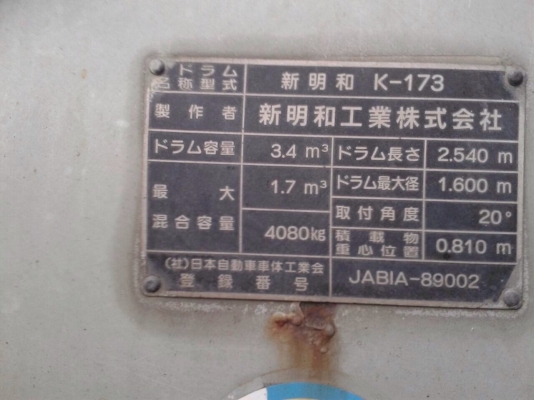 ドラム
名称型式
新明和 K-173
製作者
新明和工業株式会社
ドラム容量
3.4 m³
ドラム長さ
2.540 m
最大
混合容量
1.7 m³
4080kg
ドラム最大径
1.600 m
取付角度
20°
積載物
重心位置
0.810 m
(社)日本自動車車体工業会
登録番号
JABIA-89002